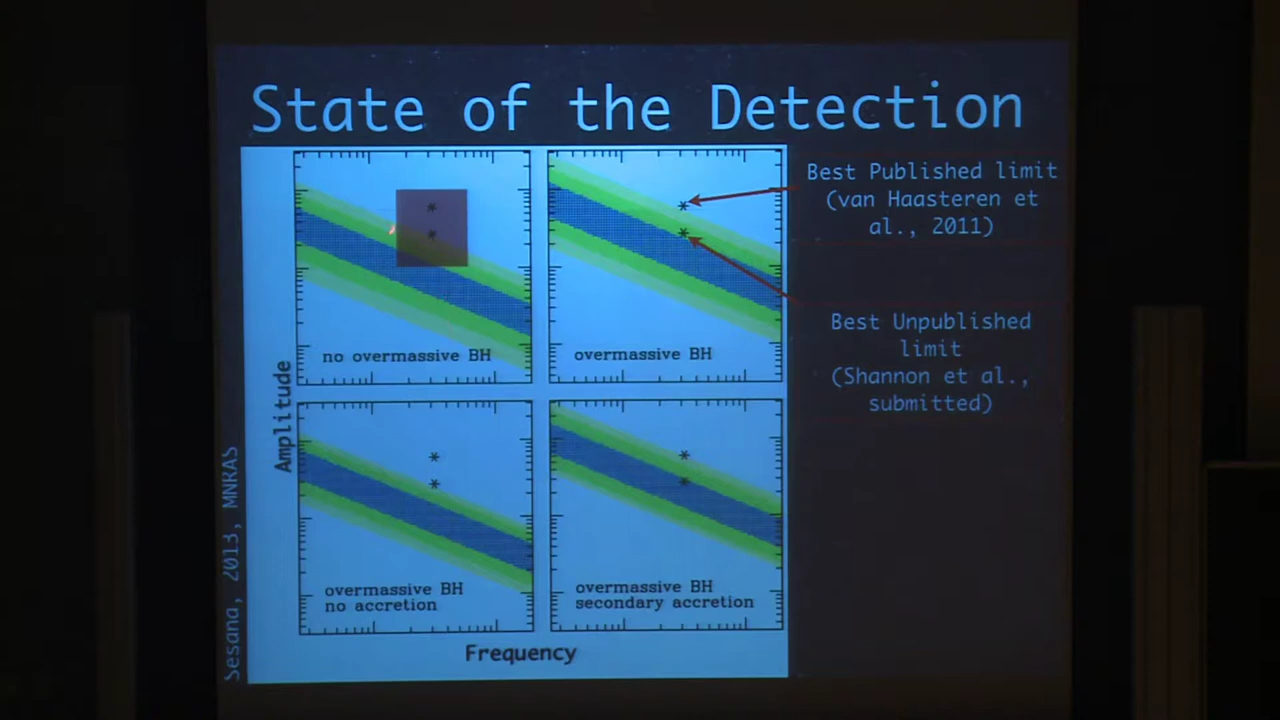 State of the Detection
Best Published limit
(van Haasteren et
al., 2011)
Best Unpublished
limit
(Shannon et al.,
submitted)
no overmassive BH
overmassive BH
overmassive BH
no accretion
overmassive BH
secondary accretion
Amplitude
Frequency
Sesana, 2013, MNRAS